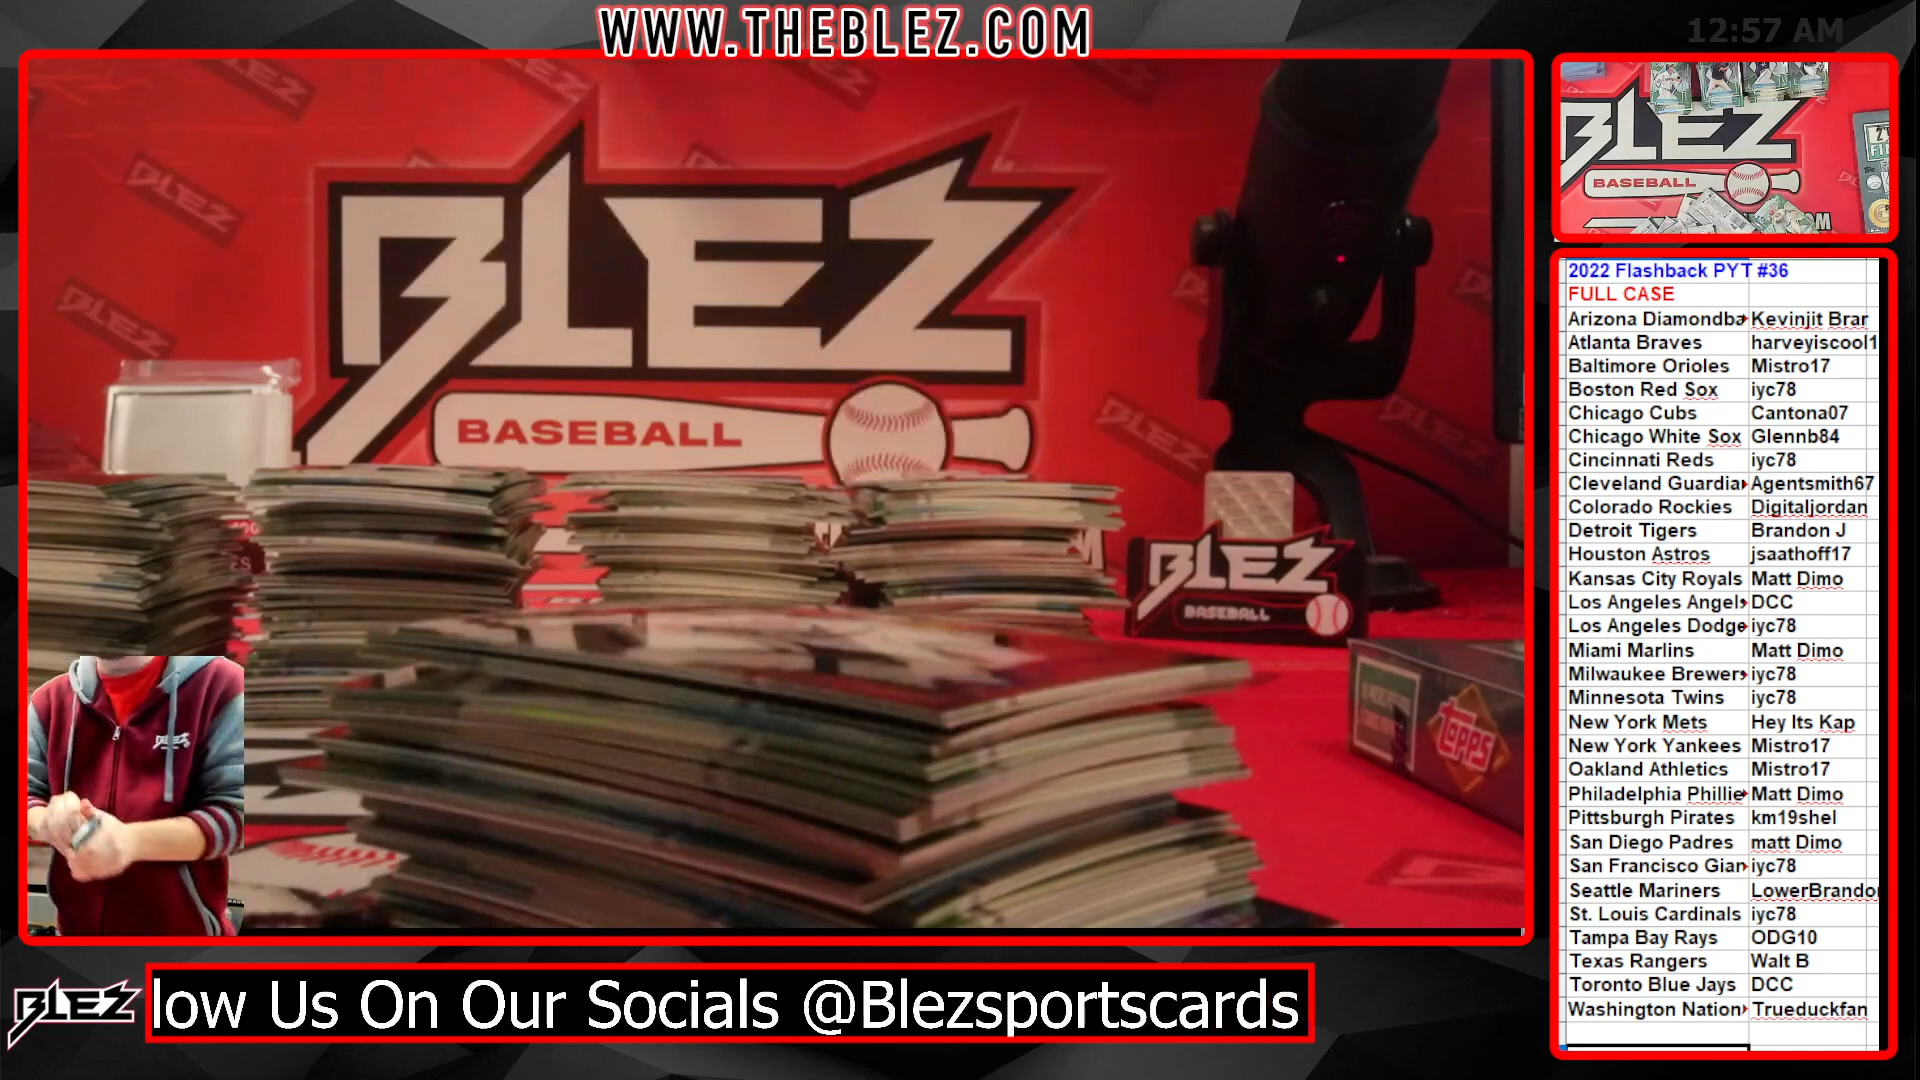 WWW.THEBLEZ.COM
12:57 AM
BLEZ
BASEBALL
BLEZ
BASEBALL
Topps
BLEZ
BLEZ
BASEBALL
2022 Flashback PYT #36
FULL CASE
Arizona Diamondba Kevinjit Brar
Atlanta Braves harveyiscool1
Baltimore Orioles Mistro17
Boston Red Sox iyc78
Chicago Cubs Cantona07
Chicago White Sox Glennb84
Cincinnati Reds iyc78
Cleveland Guardia Agentsmith67
Colorado Rockies Digitaljordan
Detroit Tigers Brandon J
Houston Astros jsaathoff17
Kansas City Royals Matt Dimo
Los Angeles Angels DCC
Los Angeles Dodge iyc78
Miami Marlins Matt Dimo
Milwaukee Brewers iyc78
Minnesota Twins iyc78
New York Mets Hey Its Kap
New York Yankees Mistro17
Oakland Athletics Mistro17
Philadelphia Phillie Matt Dimo
Pittsburgh Pirates km19shel
San Diego Padres matt Dimo
San Francisco Gian iyc78
Seattle Mariners LowerBrandon
St. Louis Cardinals iyc78
Tampa Bay Rays ODG10
Texas Rangers Walt B
Toronto Blue Jays DCC
Washington Nation Trueduckfan
BLEZ
low Us On Our Socials @Blezsportscards